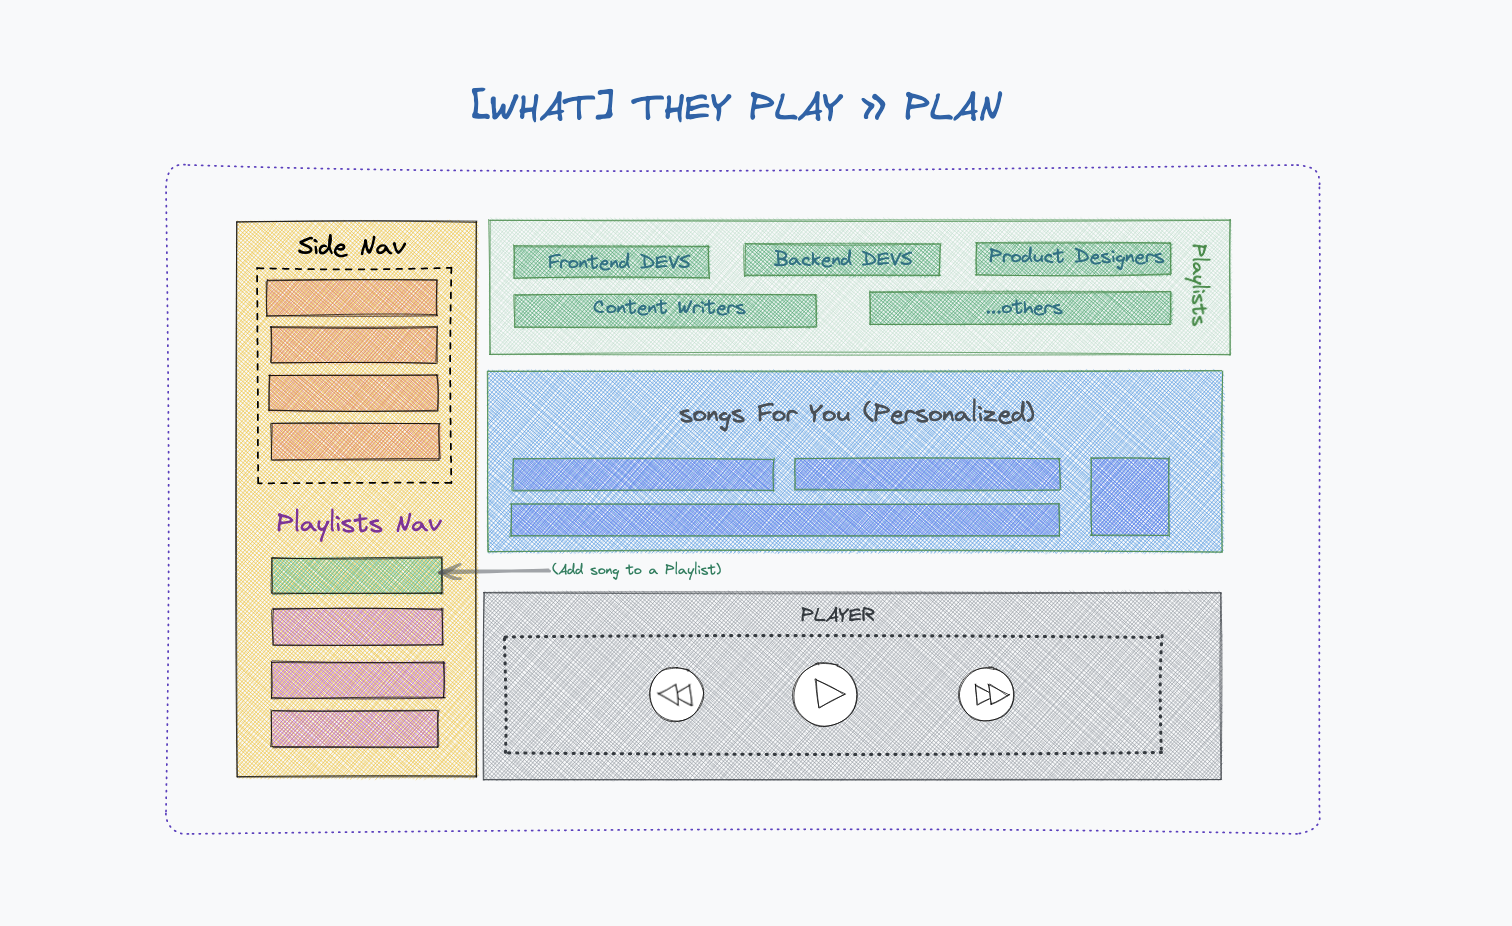 [WHAT] THEY PLAY >> PLAN
Side Nav
Playlists Nav
Frontend DEVS
Backend DEVS
Product Designers
Content Writers
...others
Playlists
songs For You (Personalized)
(Add song to a Playlist)
PLAYER